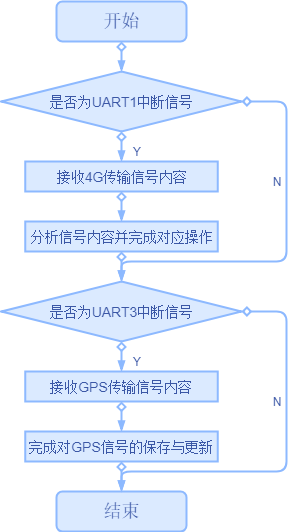 开始
是否为UART1中断信号
Y
接收4G传输信号内容
N
分析信号内容并完成对应操作
是否为UART3中断信号
Y
接收GPS传输信号内容
N
完成对GPS信号的保存与更新
结束